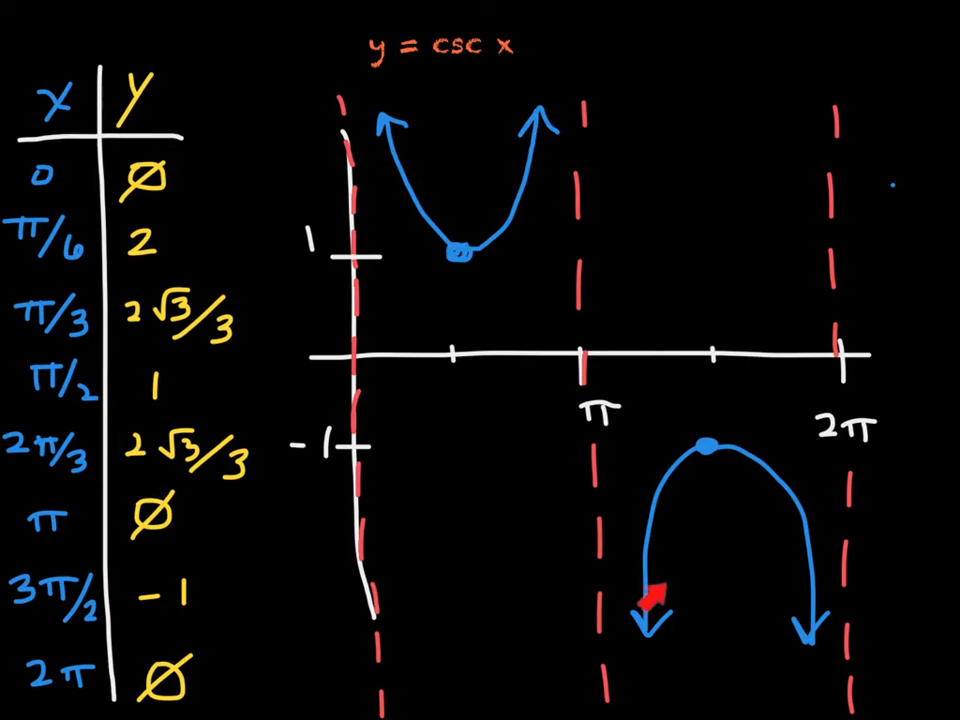 y = csc x
x y
0 ∅
π/6 2
π/3 2√3/3
π/2 1
2π/3 2√3/3
π ∅
3π/2 -1
2π ∅
1
-1
π
2π